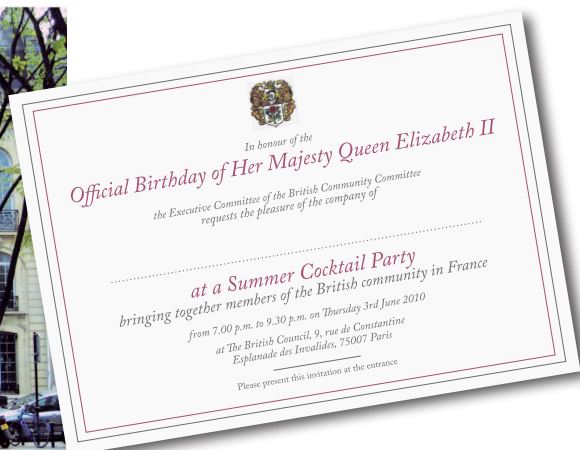 In honour of the
Official Birthday of Her Majesty Queen Elizabeth II
the Executive Committee of the British Community Committee
requests the pleasure of the company of
at a Summer Cocktail Party
bringing together members of the British community in France
from 7.00 p.m. to 9.30 p.m. on Thursday 3rd June 2010
at The British Council, 9, rue de Constantine
Esplanade des Invalides, 75007 Paris
Please present this invitation at the entrance